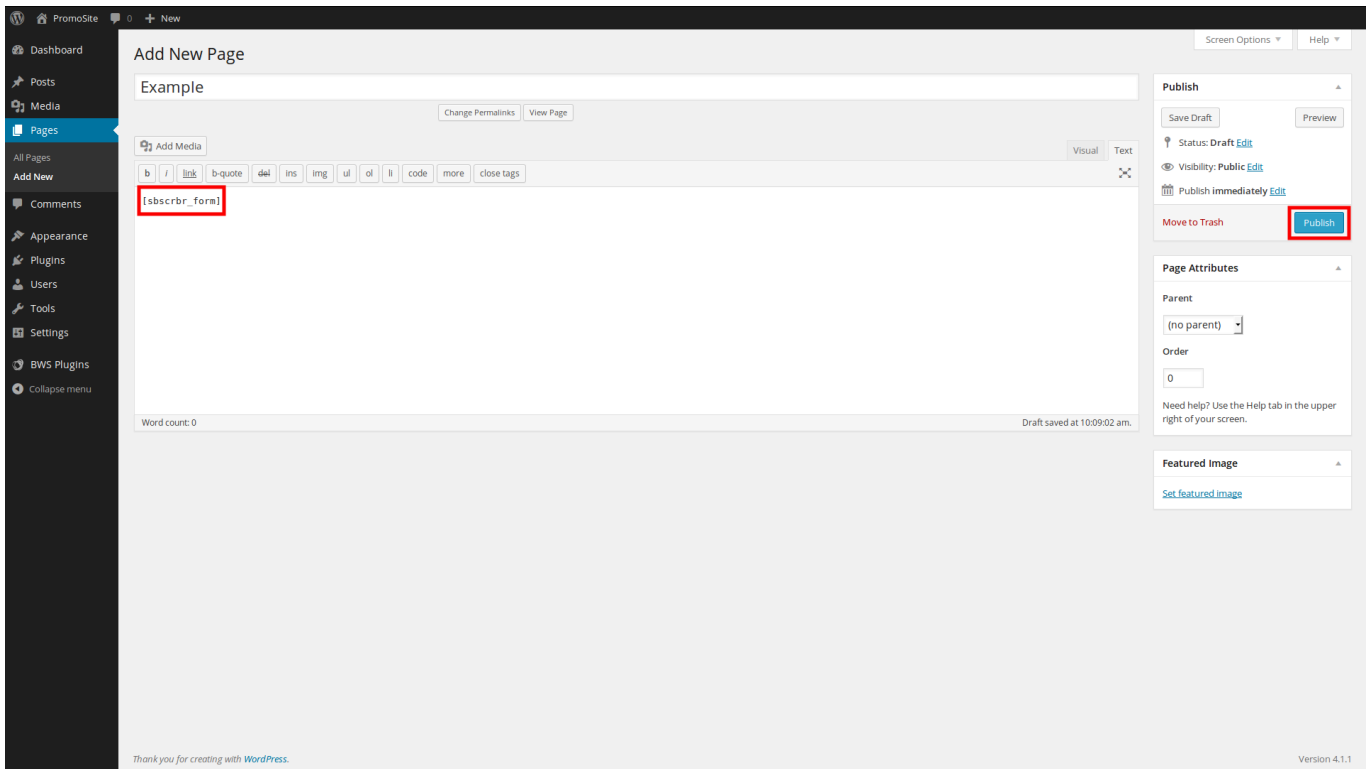 PromoSite 0 + New
Dashboard
Posts
Media
Pages
All Pages
Add New
Comments
Appearance
Plugins
Users
Tools
Settings
BWS Plugins
Collapse menu
Screen Options Help
Add New Page
Example
Change Permalinks View Page
Add Media
Visual Text
b i link b-quote del ins img ul ol li code more close tags
[sbscrbr_form]
Word count: 0 Draft saved at 10:09:02 am.
Publish
Save Draft Preview
Status: Draft Edit
Visibility: Public Edit
Publish immediately Edit
Move to Trash Publish
Page Attributes
Parent
(no parent)
Order
0
Need help? Use the Help tab in the upper
right of your screen.
Featured Image
Set featured image
Thank you for creating with WordPress. Version 4.1.1